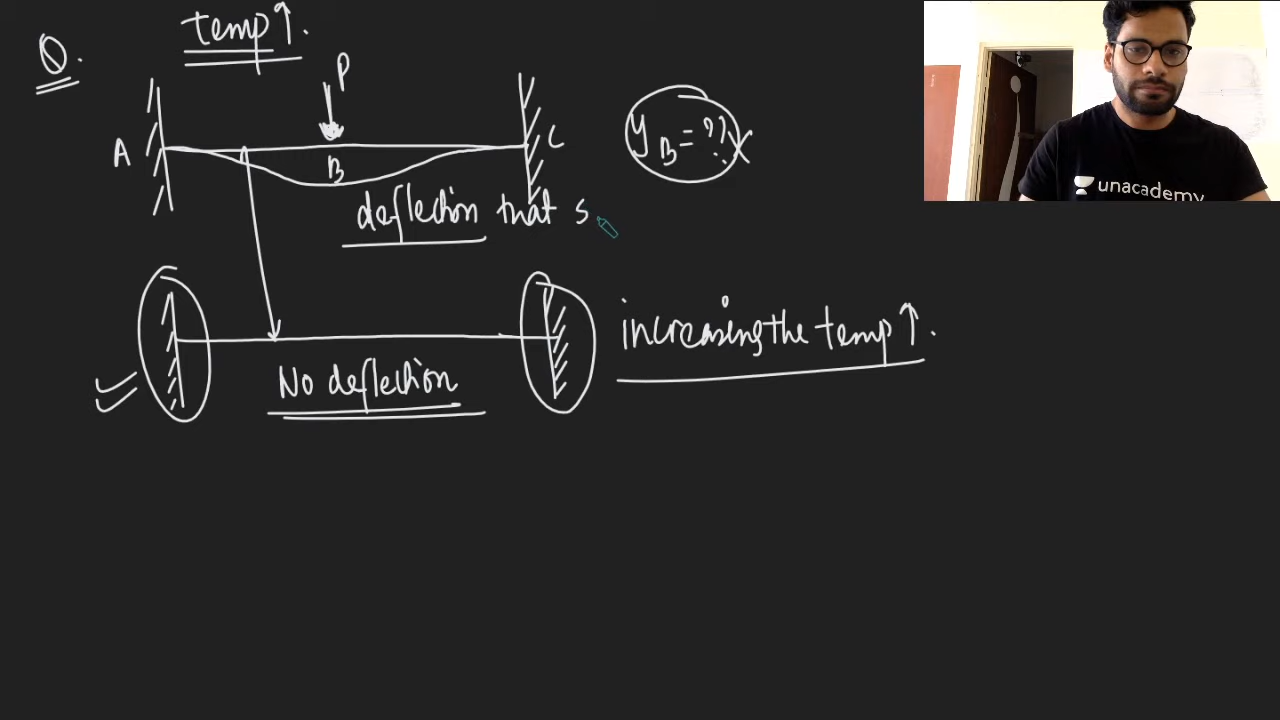 Q. temp↑.
P
A
C
B
y_B = ??
deflection that s
increasing the temp↑.
No deflection
unacademy